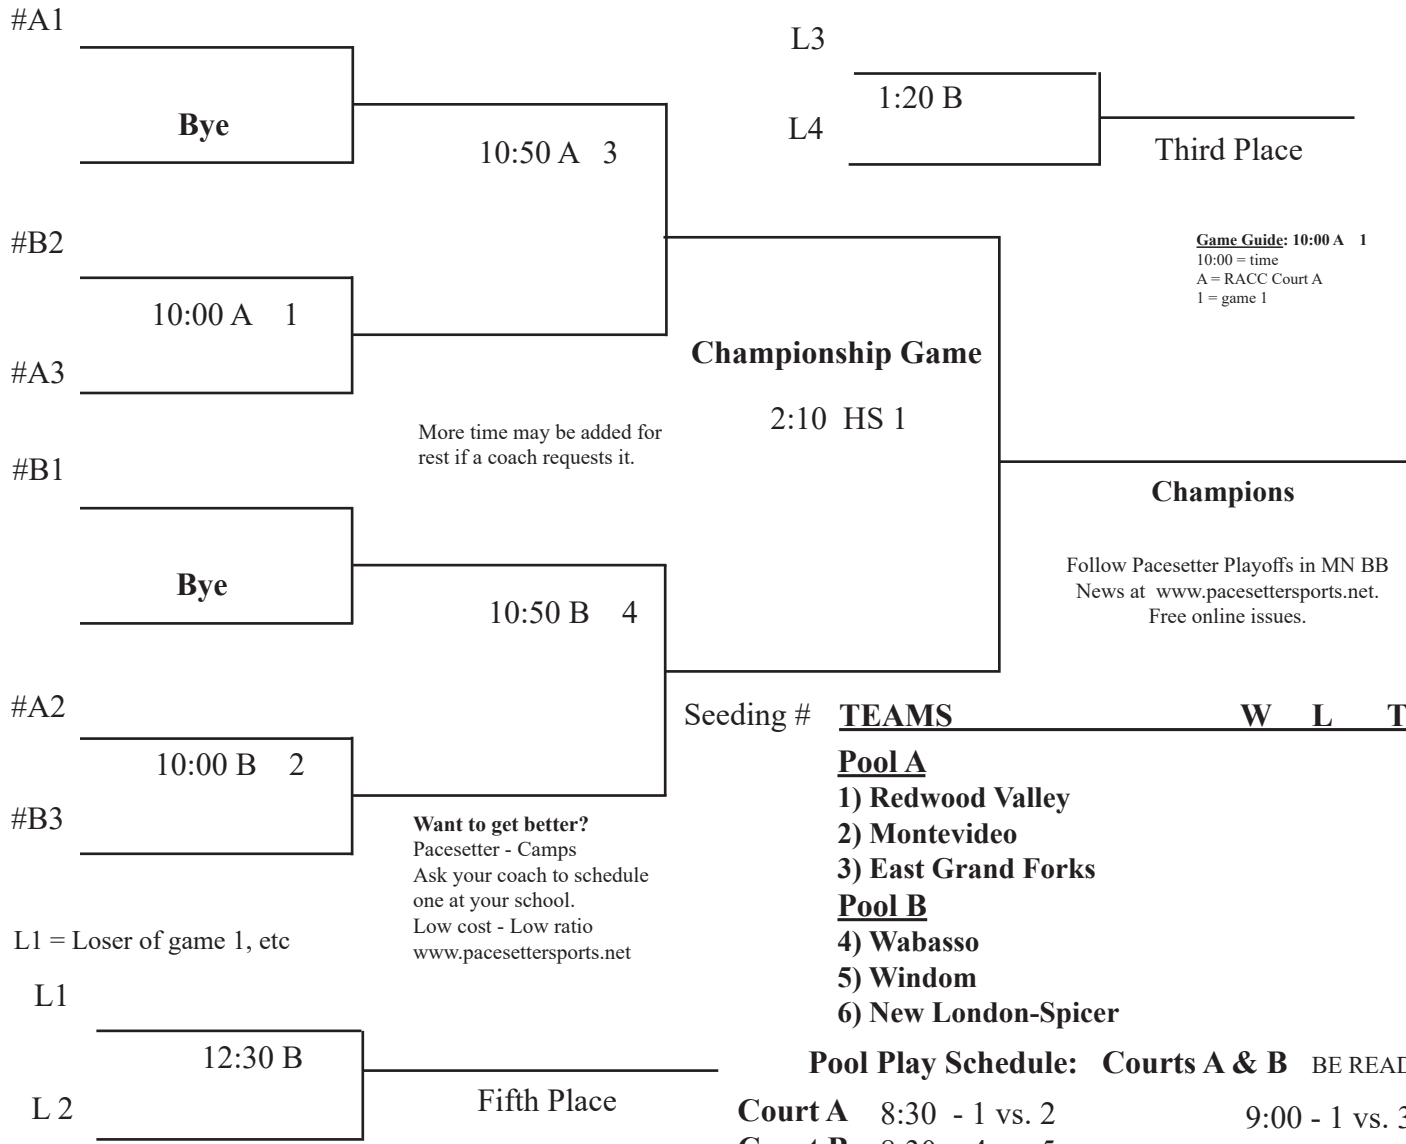 #A1
Bye
10:50 A 3
#B2
10:00 A 1
#A3
L3
1:20 B
L4
Third Place
Game Guide: 10:00 A 1
10:00 = time
A = RACC Court A
1 = game 1
Championship Game
2:10 HS 1
More time may be added for
rest if a coach requests it.
#B1
Bye
10:50 B 4
#A2
10:00 B 2
#B3
Champions
Follow Pacesetter Playoffs in MN BB
News at www.pacesettersports.net.
Free online issues.
Want to get better?
Pacesetter - Camps
Ask your coach to schedule
one at your school.
Low cost - Low ratio
www.pacesettersports.net
L1 = Loser of game 1, etc
L1
12:30 B
L 2
Fifth Place
Seeding # TEAMS W L T
Pool A
1) Redwood Valley
2) Montevideo
3) East Grand Forks
Pool B
4) Wabasso
5) Windom
6) New London-Spicer
Pool Play Schedule: Courts A & B BE READ
Court A 8:30 - 1 vs. 2 9:00 - 1 vs. 3